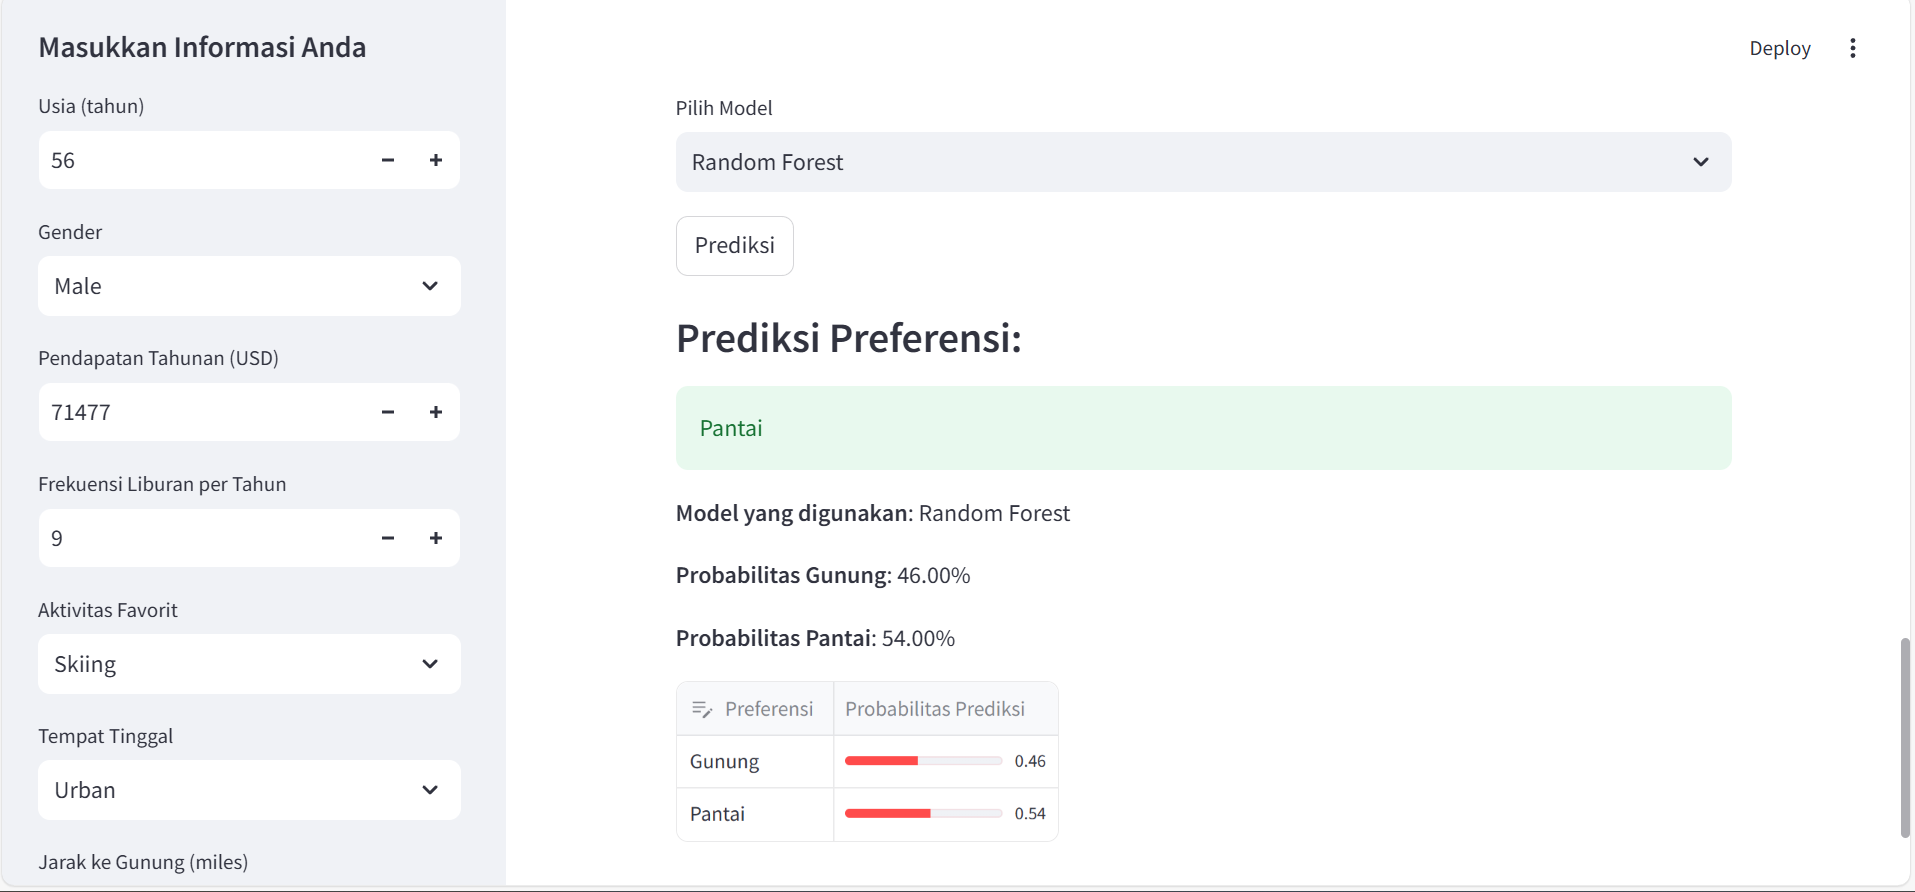 Masukkan Informasi Anda
Usia (tahun)
56
Gender
Male
Pendapatan Tahunan (USD)
71477
Frekuensi Liburan per Tahun
9
Aktivitas Favorit
Skiing
Tempat Tinggal
Urban
Jarak ke Gunung (miles)
Deploy
Pilih Model
Random Forest
Prediksi
Prediksi Preferensi:
Pantai
Model yang digunakan: Random Forest
Probabilitas Gunung: 46.00%
Probabilitas Pantai: 54.00%
Preferensi Probabilitas Prediksi
Gunung 0.46
Pantai 0.54